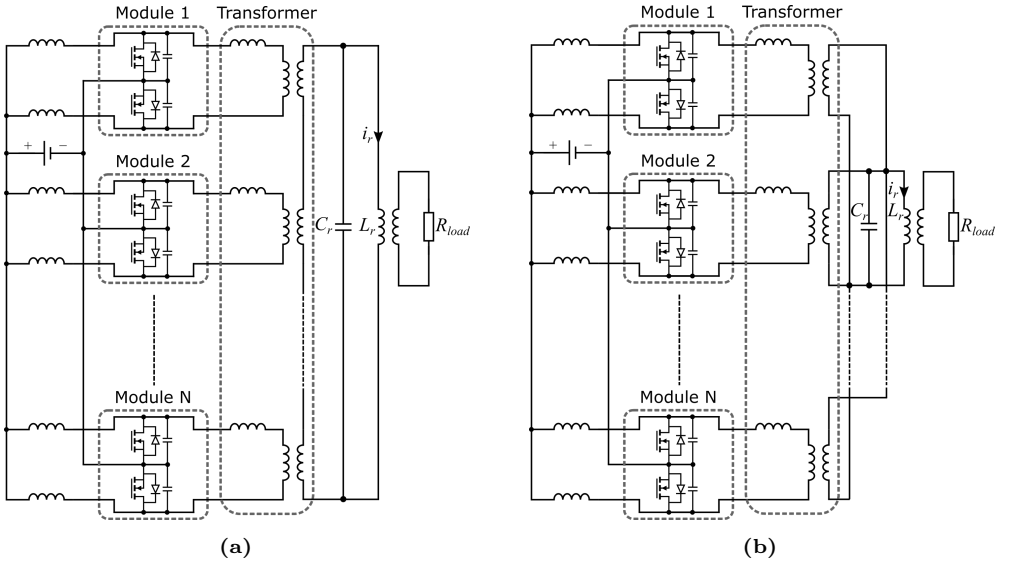 Module 1
Transformer
+
−
Module 2
i_r
C_r
L_r
R_load
Module N
(a)
Module 1
Transformer
+
−
Module 2
i_r
C_r
L_r
R_load
Module N
(b)